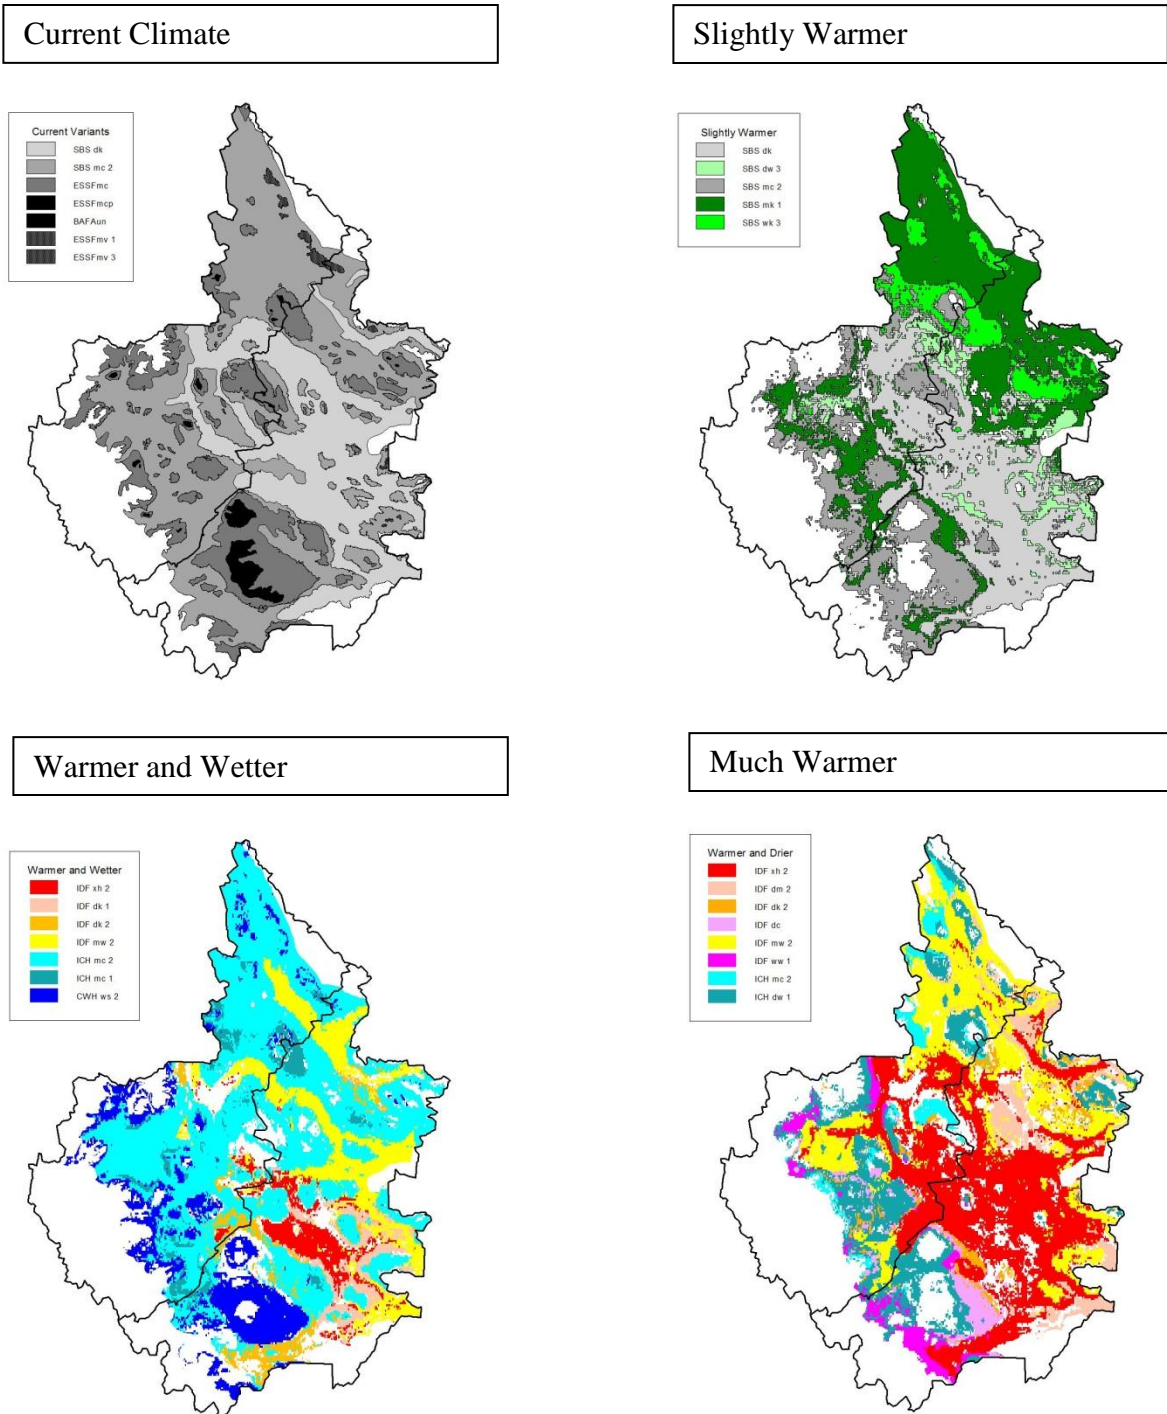 Current Climate
Current Variants
SBS dk
SBS mc 2
ESSFmc
ESSFmcp
BAFAun
ESSFmv 1
ESSFmv 3
Slightly Warmer
Slightly Warmer
SBS dk
SBS dw 3
SBS mc 2
SBS mk 1
SBS wk 3
Warmer and Wetter
Warmer and Wetter
IDF xh 2
IDF dk 1
IDF dk 2
IDF mw 2
ICH mc 2
ICH mc 1
CWH ws 2
Much Warmer
Warmer and Drier
IDF xh 2
IDF dm 2
IDF dk 2
IDF dc
IDF mw 2
IDF ww 1
ICH mc 2
ICH dw 1